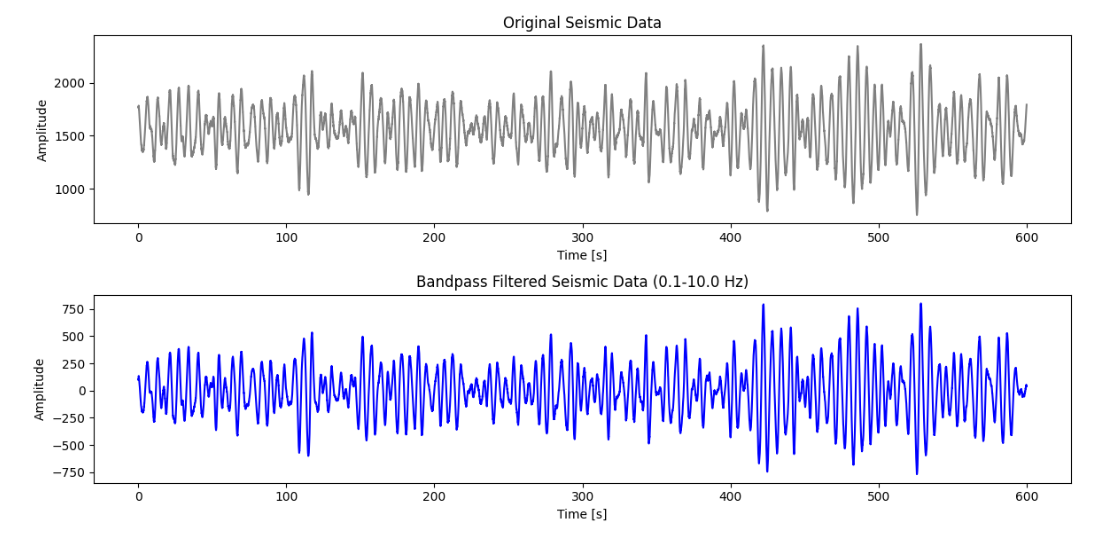 Original Seismic Data
2000
1500
1000
Amplitude
0 100 200 300 400 500 600
Time [s]
Bandpass Filtered Seismic Data (0.1-10.0 Hz)
750
500
250
0
−250
−500
−750
Amplitude
0 100 200 300 400 500 600
Time [s]